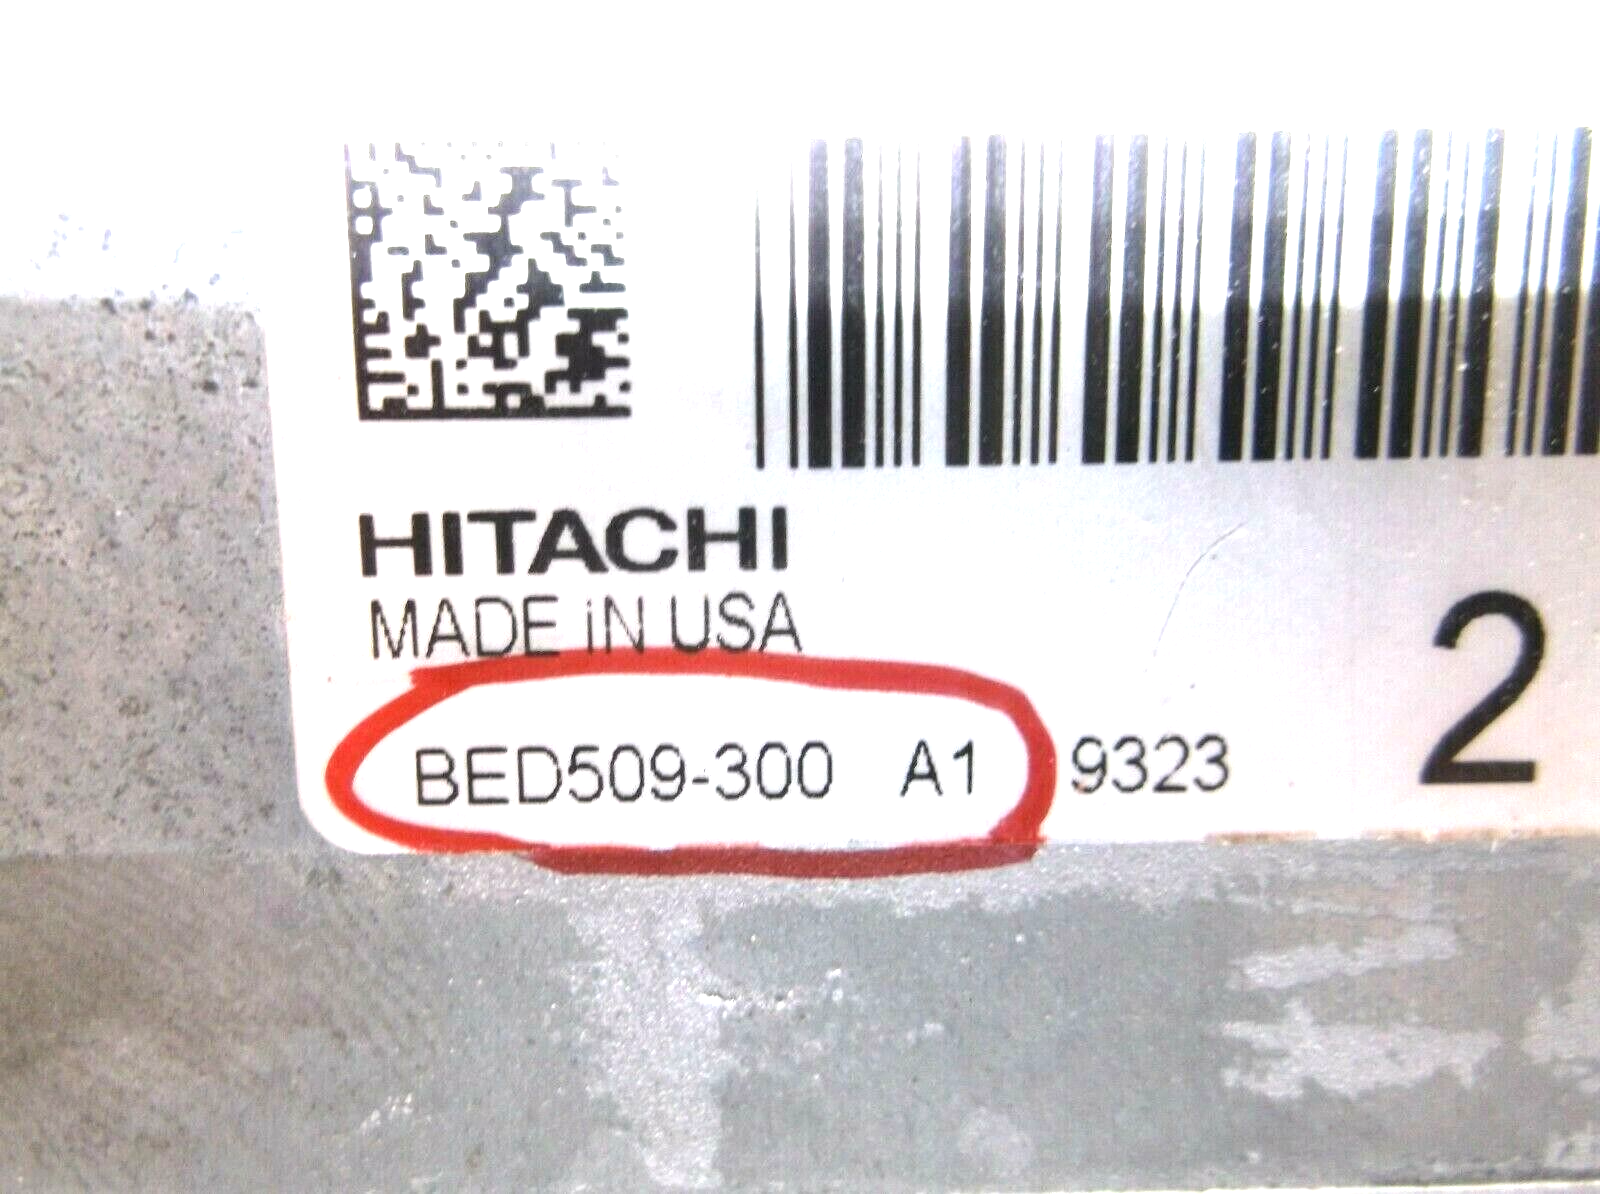 HITACHI
MADE iN USA
BED509-300 A1 9323
2